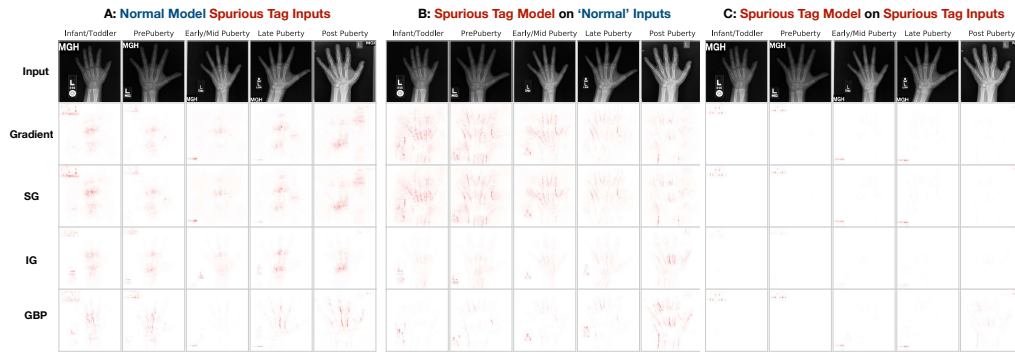 A: Normal Model Spurious Tag Inputs
B: Spurious Tag Model on ‘Normal’ Inputs
C: Spurious Tag Model on Spurious Tag Inputs
Infant/Toddler PrePuberty Early/Mid Puberty Late Puberty Post Puberty
Infant/Toddler PrePuberty Early/Mid Puberty Late Puberty Post Puberty
Infant/Toddler PrePuberty Early/Mid Puberty Late Puberty Post Puberty
Input
MGH MGH L MGH
L
L
MGH MGH
L
L
L
MGH MGH L
L
L
MGH MGH
Gradient
SG
IG
GBP